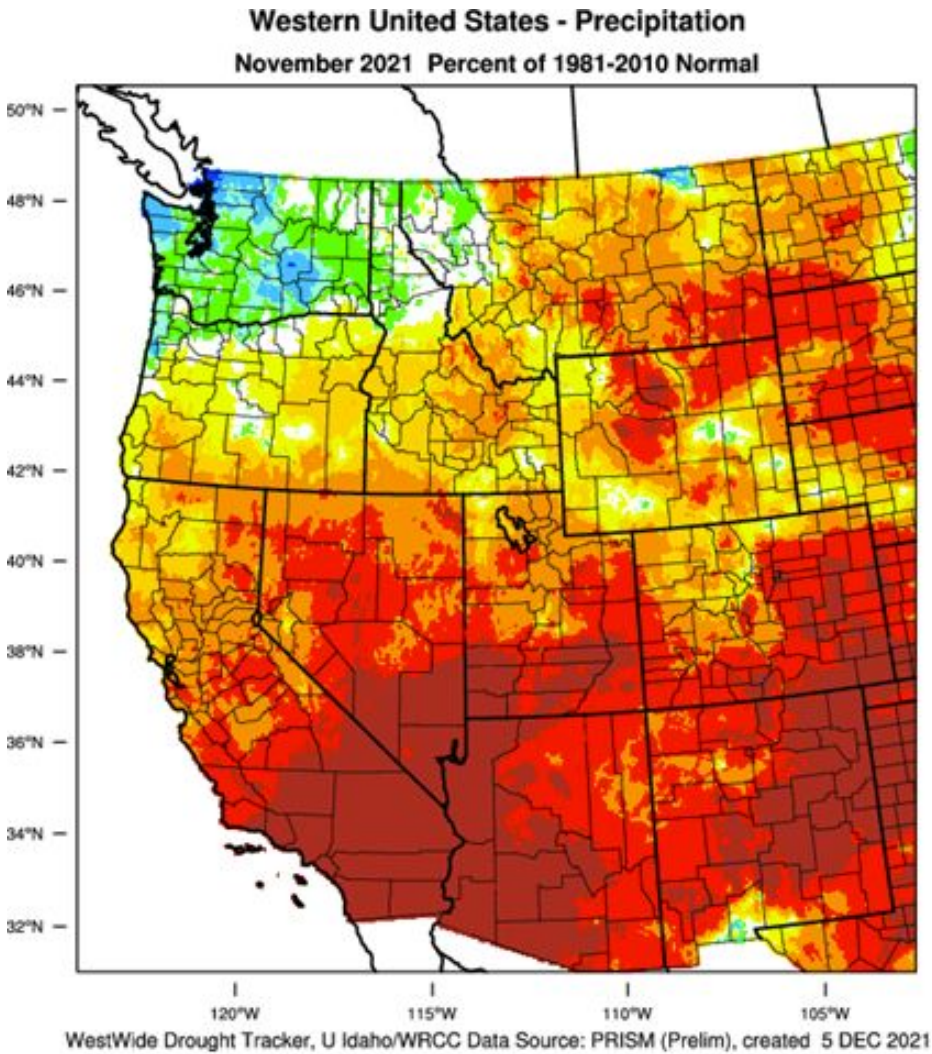 Western United States - Precipitation
November 2021 Percent of 1981-2010 Normal
50°N
48°N
46°N
44°N
42°N
40°N
38°N
36°N
34°N
32°N
120°W 115°W 110°W 105°W
WestWide Drought Tracker, U Idaho/WRCC Data Source: PRISM (Prelim), created 5 DEC 2021